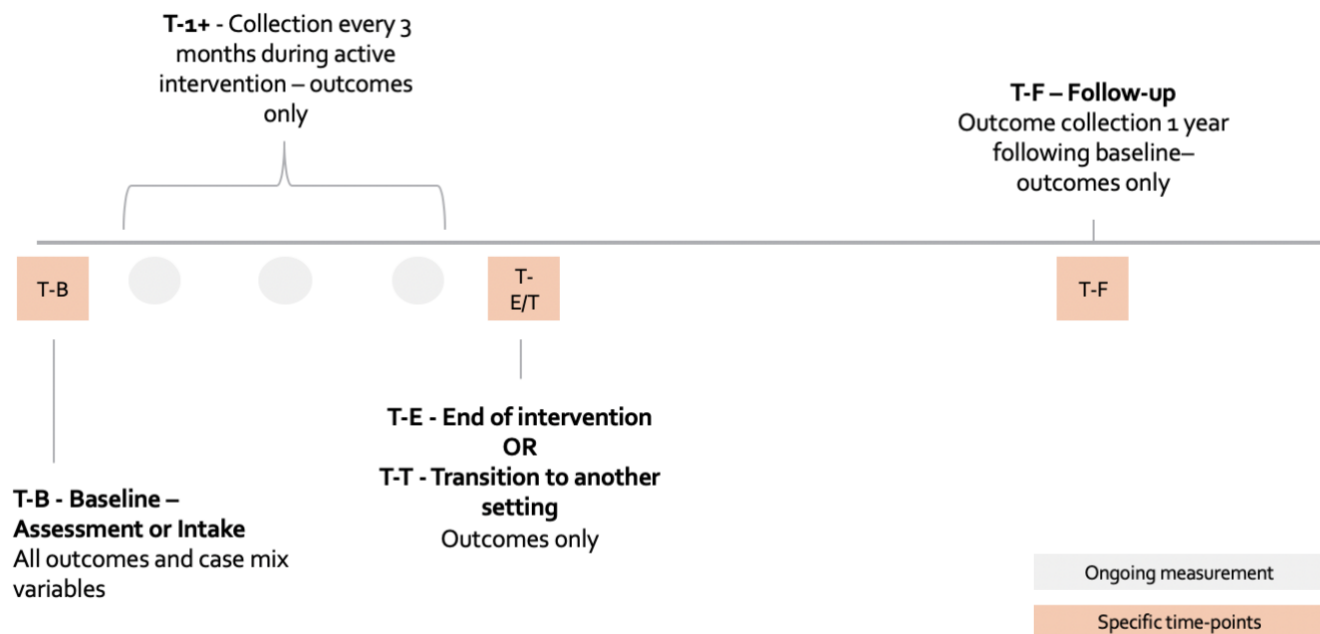 T-1+ - Collection every 3
months during active
intervention – outcomes
only
T-F – Follow-up
Outcome collection 1 year
following baseline–
outcomes only
T-B
T-
E/T
T-F
T-E - End of intervention
OR
T-T - Transition to another
setting
Outcomes only
T-B - Baseline –
Assessment or Intake
All outcomes and case mix
variables
Ongoing measurement
Specific time-points